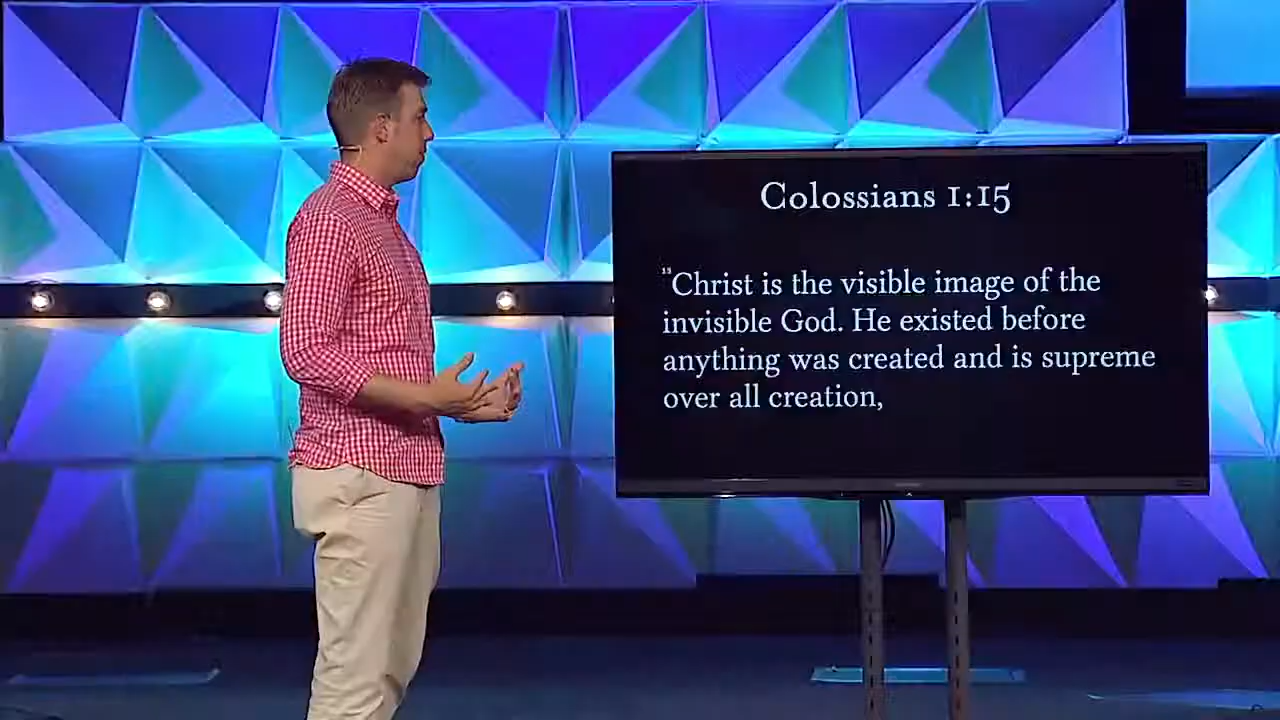 Colossians 1:15
15 Christ is the visible image of the
invisible God. He existed before
anything was created and is supreme
over all creation,